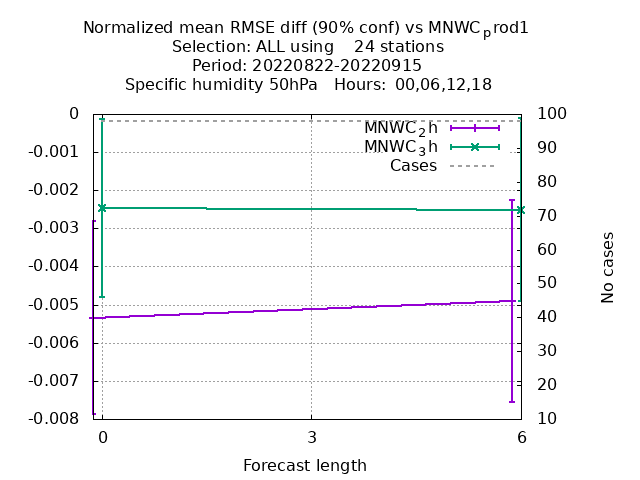 Normalized mean RMSE diff (90% conf) vs MNWCprod1
Selection: ALL using    24 stations
Period: 20220822-20220915
Specific humidity 50hPa   Hours: 00,06,12,18
0
-0.001
-0.002
-0.003
-0.004
-0.005
-0.006
-0.007
-0.008
MNWC2h
MNWC3h
Cases
100
90
80
70
60
50
40
30
20
10
No cases
0 3 6
Forecast length